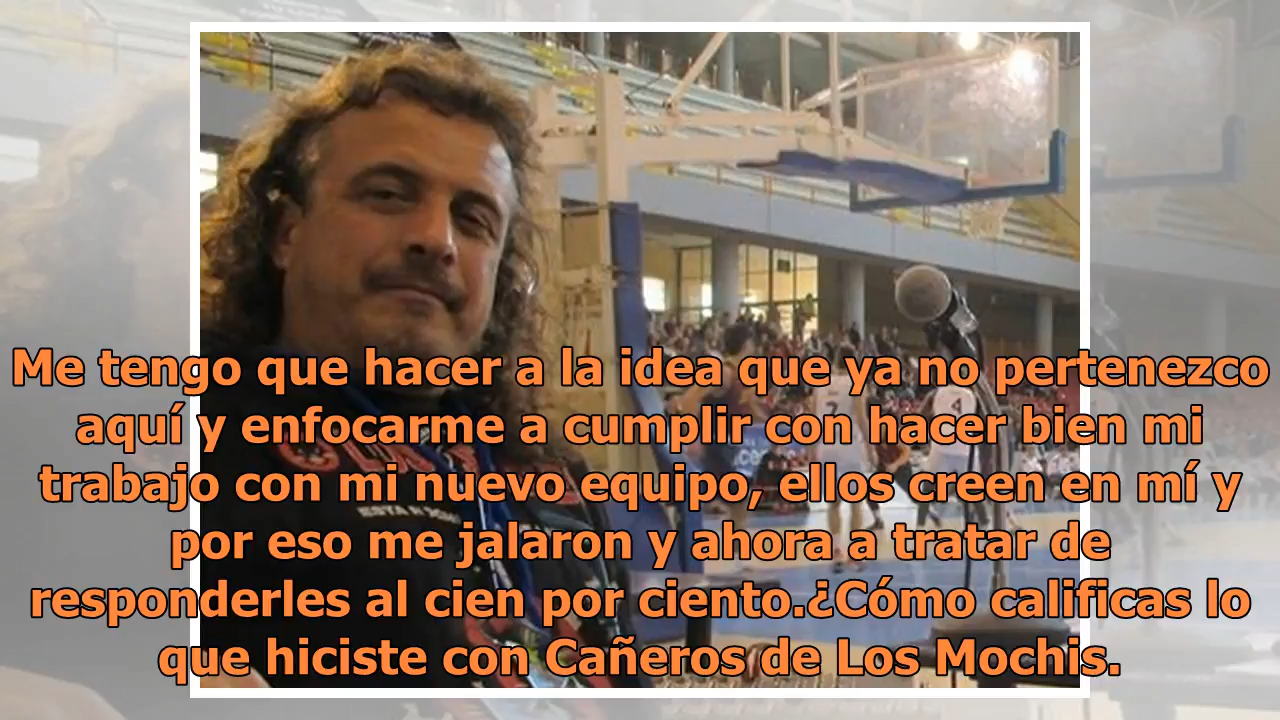 Me tengo que hacer a la idea que ya no pertenezco
aquí y enfocarme a cumplir con hacer bien mi
trabajo con mi nuevo equipo, ellos creen en mí y
por eso me jalaron y ahora a tratar de
responderles al cien por ciento.¿Cómo calificas lo
que hiciste con Cañeros de Los Mochis.